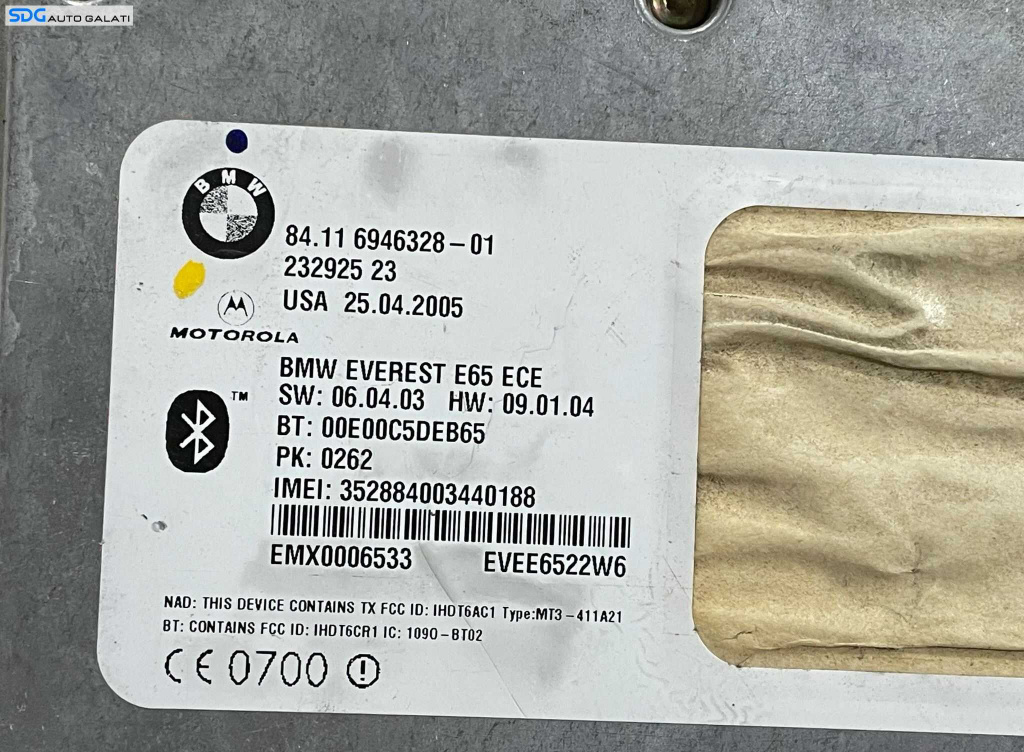 SDG AUTO GALATI
BMW
84.11 6946328-01
232925 23
USA 25.04.2005
MOTOROLA
BMW EVEREST E65 ECE
SW: 06.04.03 HW: 09.01.04
TM
BT: 00E00C5DEB65
PK: 0262
IMEI: 352884003440188
EMX0006533 EVEE6522W6
NAD: THIS DEVICE CONTAINS TX FCC ID: IHDT6AC1 Type:MT3-411A21
BT: CONTAINS FCC ID: IHDT6CR1 IC: 1090-BT02
CE 0700